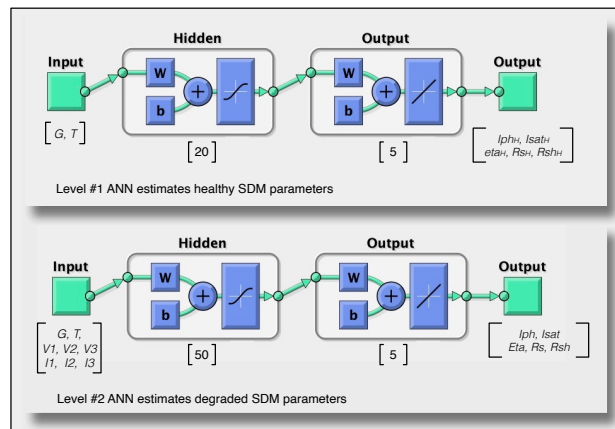 Hidden
Output
Input
Output
W
b
+
W
b
+
[ G, T ]
[ 20 ]
[ 5 ]
[ IphH, IsatH
etaH, RsH, RshH ]
Level #1 ANN estimates healthy SDM parameters
Hidden
Output
Input
Output
W
b
+
W
b
+
[ G, T,
V1, V2, V3
I1, I2, I3 ]
[ 50 ]
[ 5 ]
[ Iph, Isat
Eta, Rs, Rsh ]
Level #2 ANN estimates degraded SDM parameters